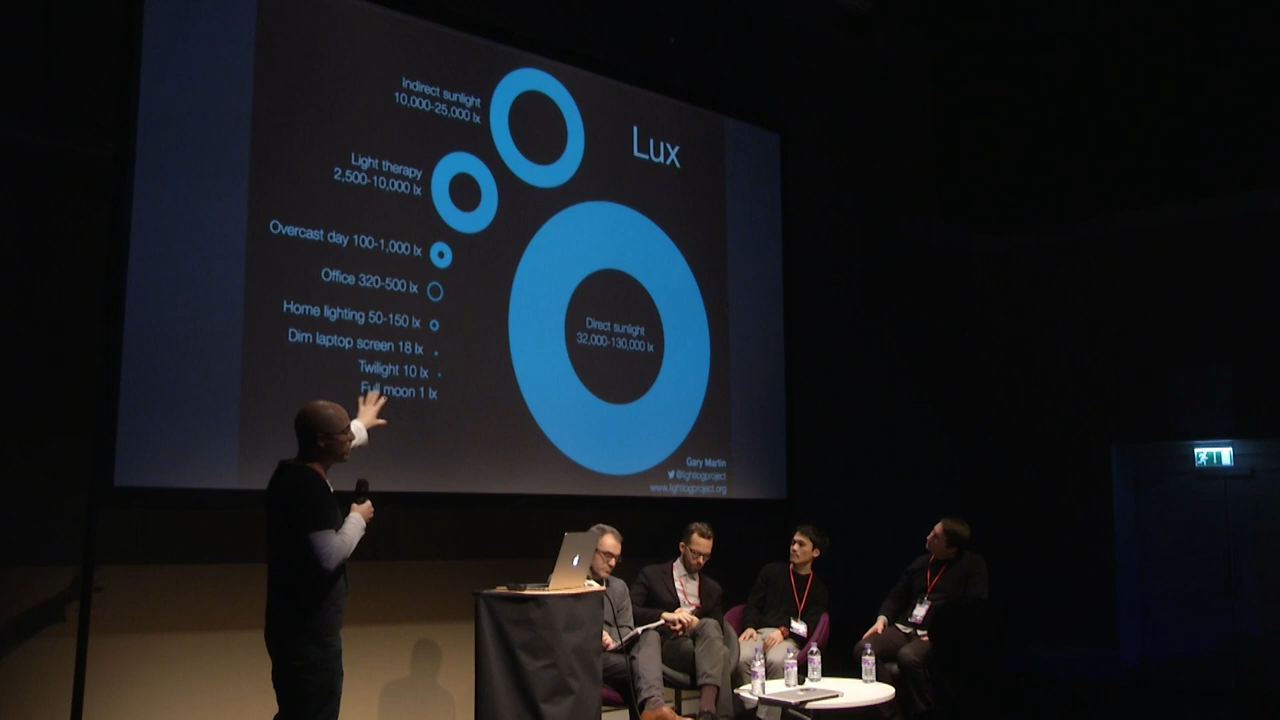 Indirect sunlight
10,000-25,000 lx
Lux
Light therapy
2,500-10,000 lx
Overcast day 100-1,000 lx
Office 320-500 lx
Home lighting 50-150 lx
Dim laptop screen 18 lx
Twilight 10 lx
Full moon 1 lx
Direct sunlight
32,000-130,000 lx
Gary Martin
@lightlogproject
www.lightlogproject.org